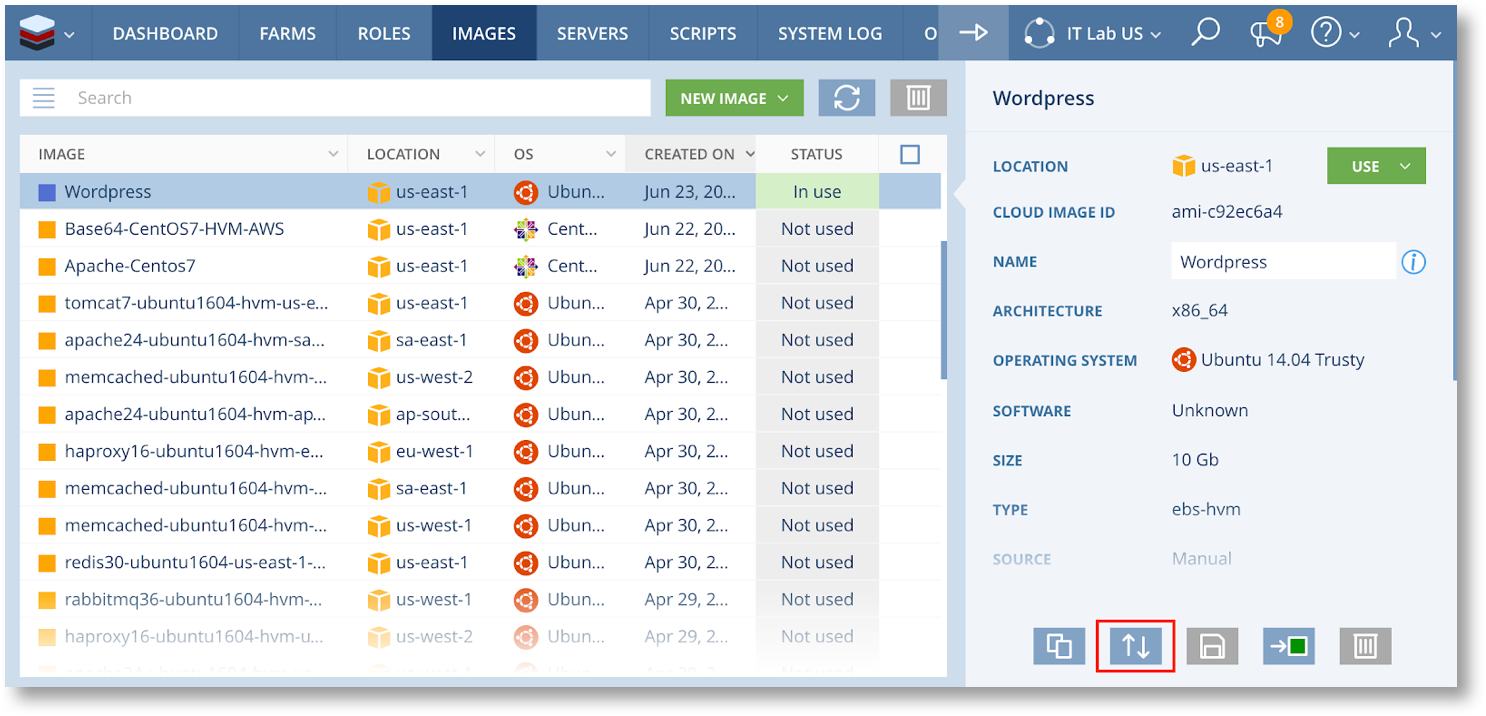 DASHBOARD FARMS ROLES IMAGES SERVERS SCRIPTS SYSTEM LOG O IT Lab US 8 ?
Search NEW IMAGE
IMAGE LOCATION OS CREATED ON STATUS
Wordpress us-east-1 Ubun... Jun 23, 20... In use
Base64-CentOS7-HVM-AWS us-east-1 Cent... Jun 22, 20... Not used
Apache-Centos7 us-east-1 Cent... Jun 22, 20... Not used
tomcat7-ubuntu1604-hvm-us-e... us-east-1 Ubun... Apr 30, 2... Not used
apache24-ubuntu1604-hvm-sa... sa-east-1 Ubun... Apr 30, 2... Not used
memcached-ubuntu1604-hvm-... us-west-2 Ubun... Apr 30, 2... Not used
apache24-ubuntu1604-hvm-ap... ap-sout... Ubun... Apr 30, 2... Not used
haproxy16-ubuntu1604-hvm-e... eu-west-1 Ubun... Apr 30, 2... Not used
memcached-ubuntu1604-hvm-... sa-east-1 Ubun... Apr 30, 2... Not used
memcached-ubuntu1604-hvm-... us-west-1 Ubun... Apr 30, 2... Not used
redis30-ubuntu1604-us-east-1-... us-east-1 Ubun... Apr 30, 2... Not used
rabbitmq36-ubuntu1604-hvm-... us-west-1 Ubun... Apr 29, 2... Not used
haproxy16-ubuntu1604-hvm-u... us-west-2 Ubun... Apr 29, 2... Not used
Wordpress
LOCATION us-east-1 USE
CLOUD IMAGE ID ami-c92ec6a4
NAME Wordpress i
ARCHITECTURE x86_64
OPERATING SYSTEM Ubuntu 14.04 Trusty
SOFTWARE Unknown
SIZE 10 Gb
TYPE ebs-hvm
SOURCE Manual